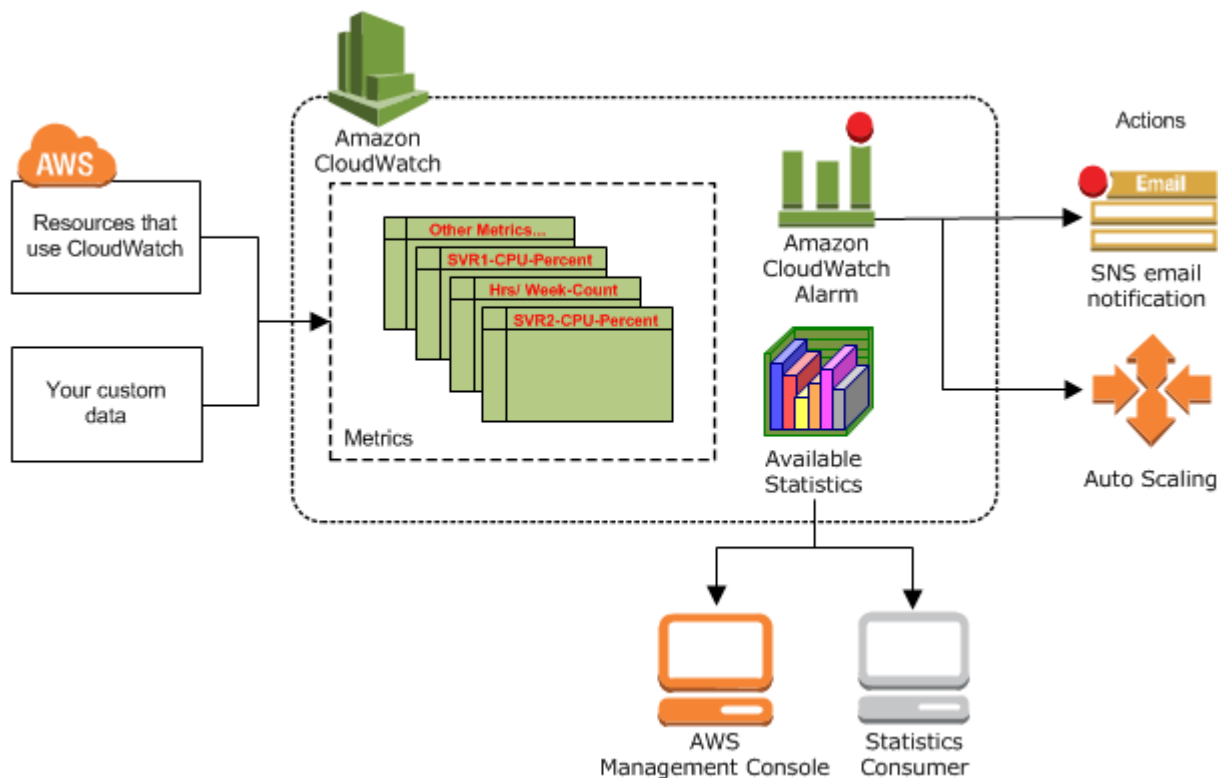 Amazon
CloudWatch
AWS
Resources that
use CloudWatch
Your custom
data
Other Metrics...
SVR1-CPU-Percent
Hrs/ Week-Count
SVR2-CPU-Percent
Metrics
Amazon
CloudWatch
Alarm
Available
Statistics
Actions
Email
SNS email
notification
Auto Scaling
AWS
Management Console
Statistics
Consumer